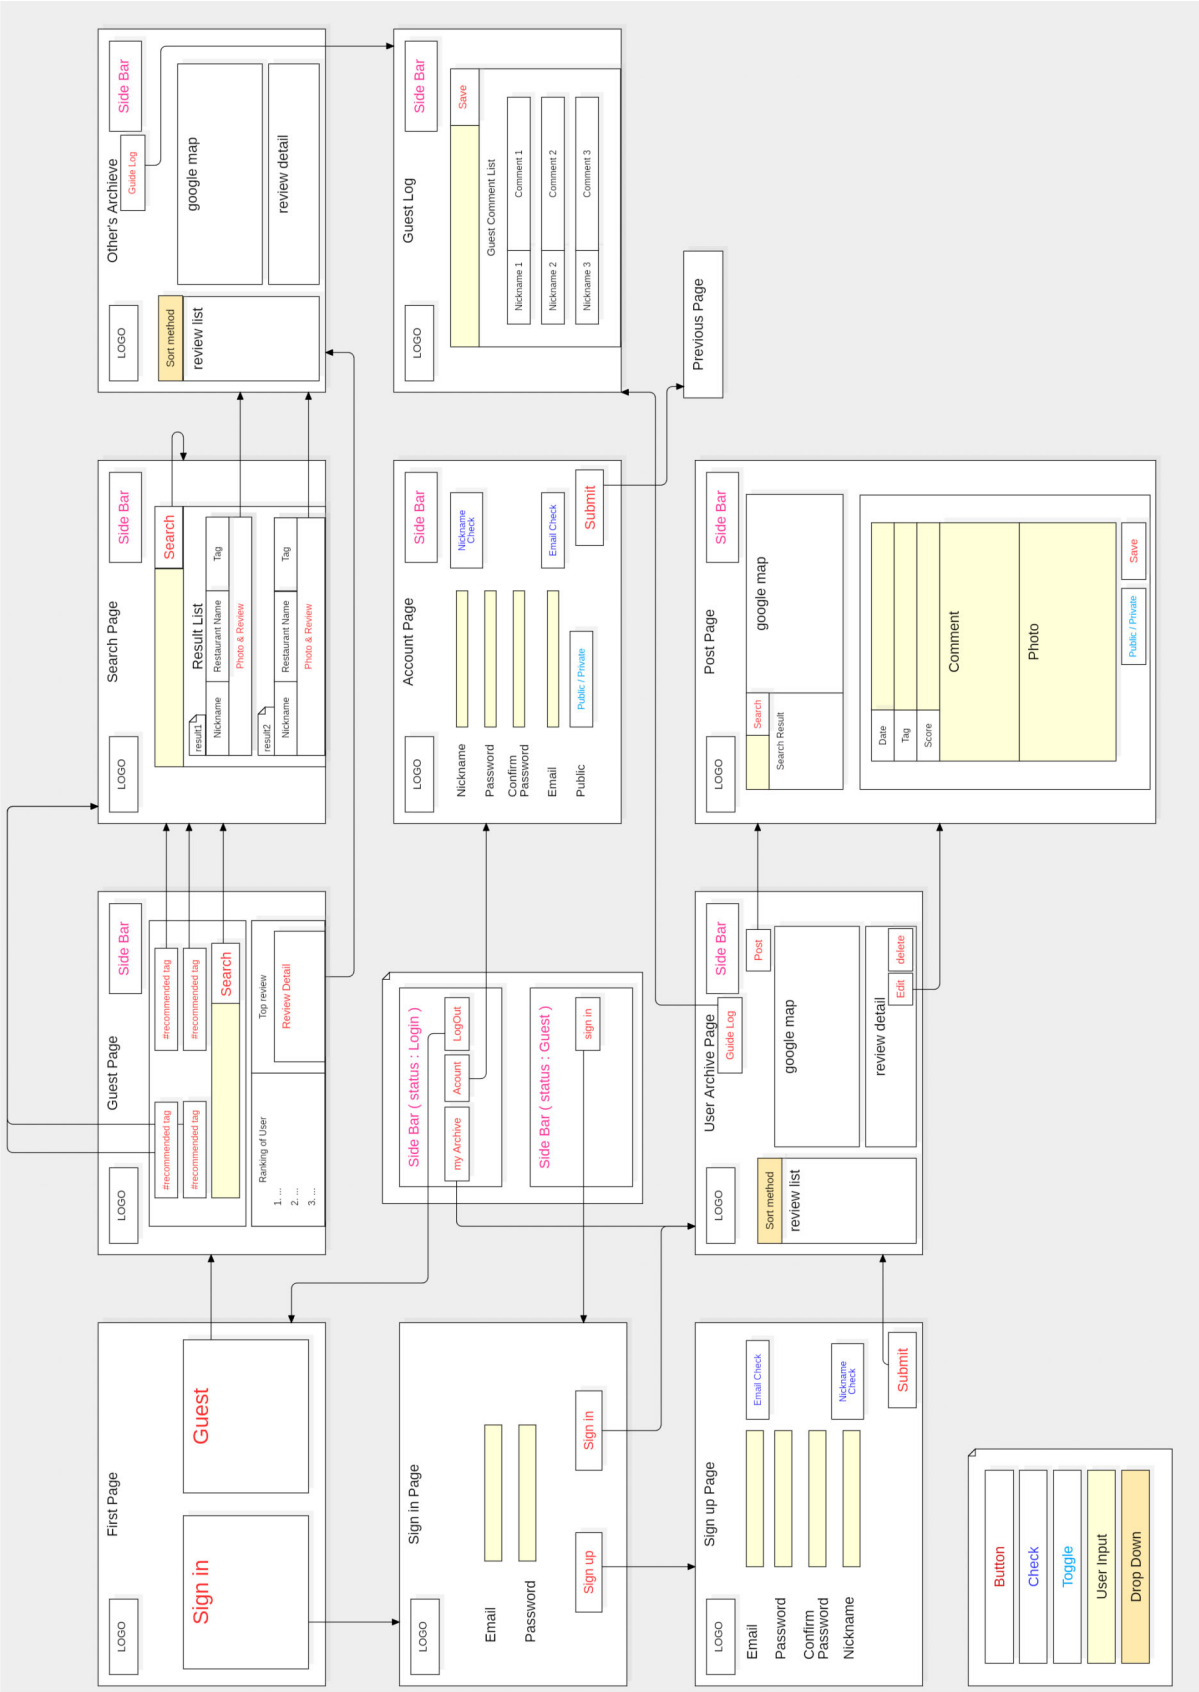 First Page
LOGO
Sign in
Guest
Guest Page
LOGO
Side Bar
#recommended tag
#recommended tag
#recommended tag
#recommended tag
Search
Ranking of User
1. ...
2. ...
3. ...
Top review
Review Detail
Search Page
LOGO
Side Bar
Search
Result List
result1
Nickname
Restaurant Name
Tag
Photo & Review
result2
Nickname
Restaurant Name
Tag
Photo & Review
Other's Archieve
LOGO
Side Bar
Guide Log
Sort method
review list
google map
review detail
Sign in Page
LOGO
Email
Password
Sign up
Sign in
Side Bar ( status : Login )
my Archive
Acount
LogOut
Side Bar ( status : Guest )
sign in
Account Page
LOGO
Side Bar
Nickname
Nickname
Check
Password
Confirm
Password
Email
Email Check
Public
Public / Private
Submit
Guest Log
LOGO
Side Bar
Save
Guest Comment List
Nickname 1
Comment 1
Nickname 2
Comment 2
Nickname 3
Comment 3
Previous Page
Sign up Page
LOGO
Email
Email Check
Password
Confirm
Password
Nickname
Nickname
Check
Submit
User Archive Page
LOGO
Side Bar
Guide Log
Post
Sort method
review list
google map
review detail
Edit
delete
Post Page
LOGO
Side Bar
Search
Search Result
google map
Date
Tag
Score
Comment
Photo
Public / Private
Save
Button
Check
Toggle
User Input
Drop Down